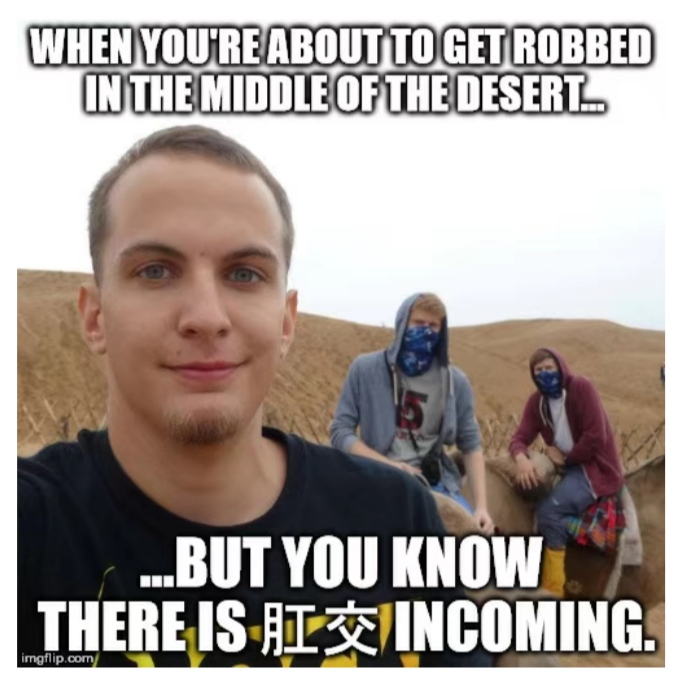 WHEN YOU'RE ABOUT TO GET ROBBED
IN THE MIDDLE OF THE DESERT...
5
...BUT YOU KNOW
THERE IS 肛交 INCOMING.
imgflip.com